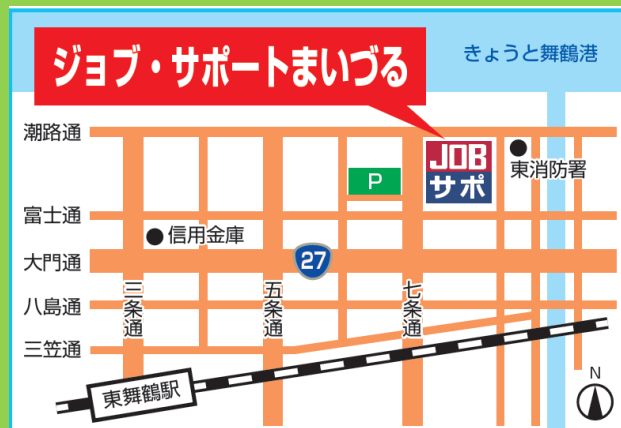 ジョブ・サポートまいづる
きょうと舞鶴港
潮路通
JOB
サポ
東消防署
P
富士通
信用金庫
大門通
27
三条通
五条通
七条通
八島通
三笠通
東舞鶴駅
N